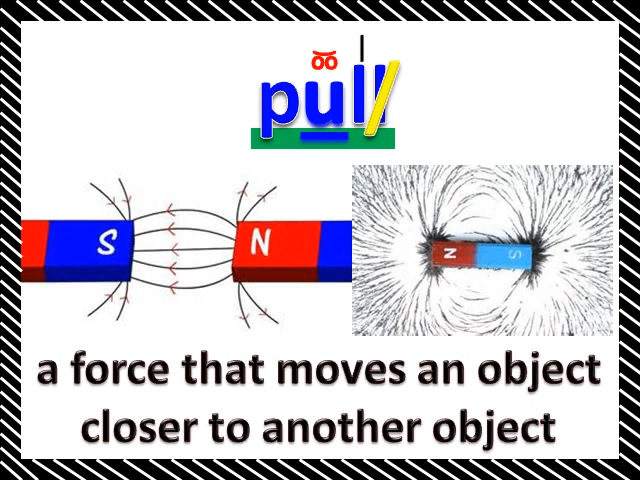 pull
S N
N S
a force that moves an object
closer to another object